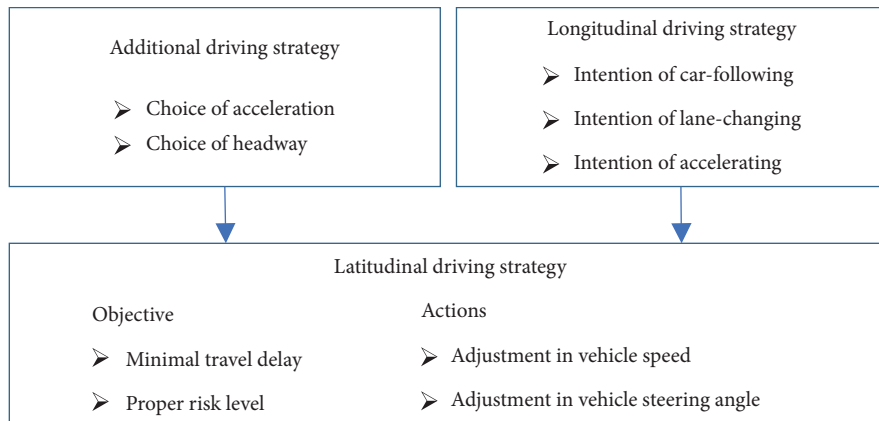 Additional driving strategy
Choice of acceleration
Choice of headway
Longitudinal driving strategy
Intention of car-following
Intention of lane-changing
Intention of accelerating
Latitudinal driving strategy
Objective
Minimal travel delay
Proper risk level
Actions
Adjustment in vehicle speed
Adjustment in vehicle steering angle